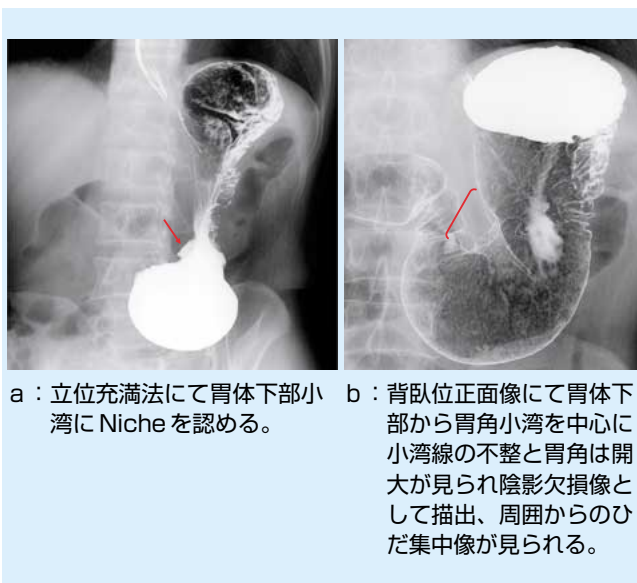 a：立位充満法にて胃体下部小
湾にNicheを認める。
b：背臥位正面像にて胃体下
部から胃角小湾を中心に
小湾線の不整と胃角は開
大が見られ陰影欠損像と
して描出、周囲からのひ
だ集中像が見られる。